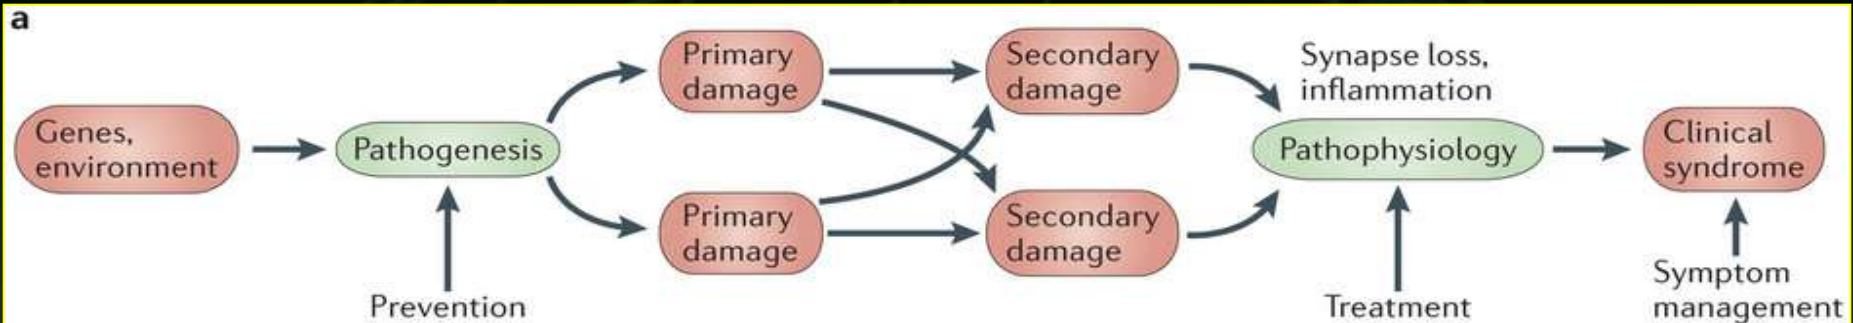 a
Genes,
environment
Pathogenesis
Prevention
Primary
damage
Primary
damage
Secondary
damage
Secondary
damage
Synapse loss,
inflammation
Pathophysiology
Treatment
Clinical
syndrome
Symptom
management